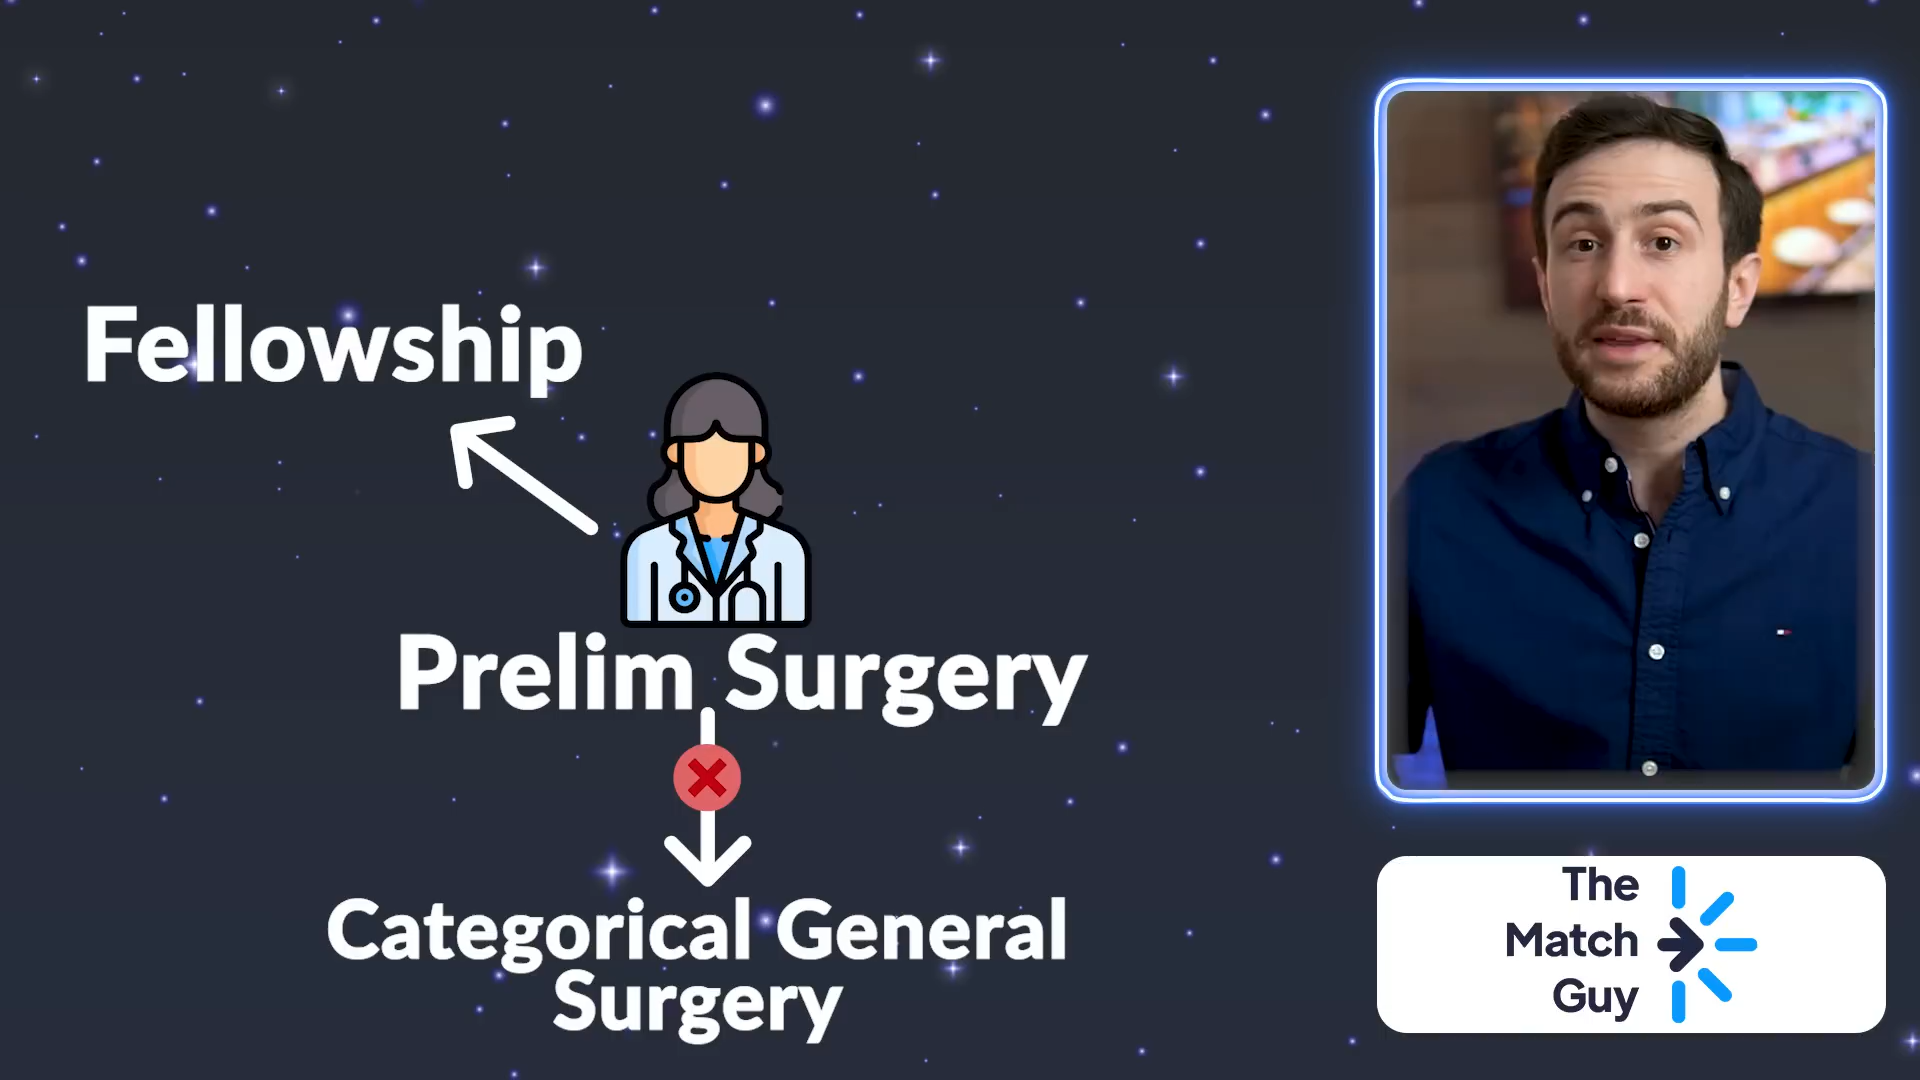 Fellowship
Prelim Surgery
Categorical General
Surgery
The
Match
Guy